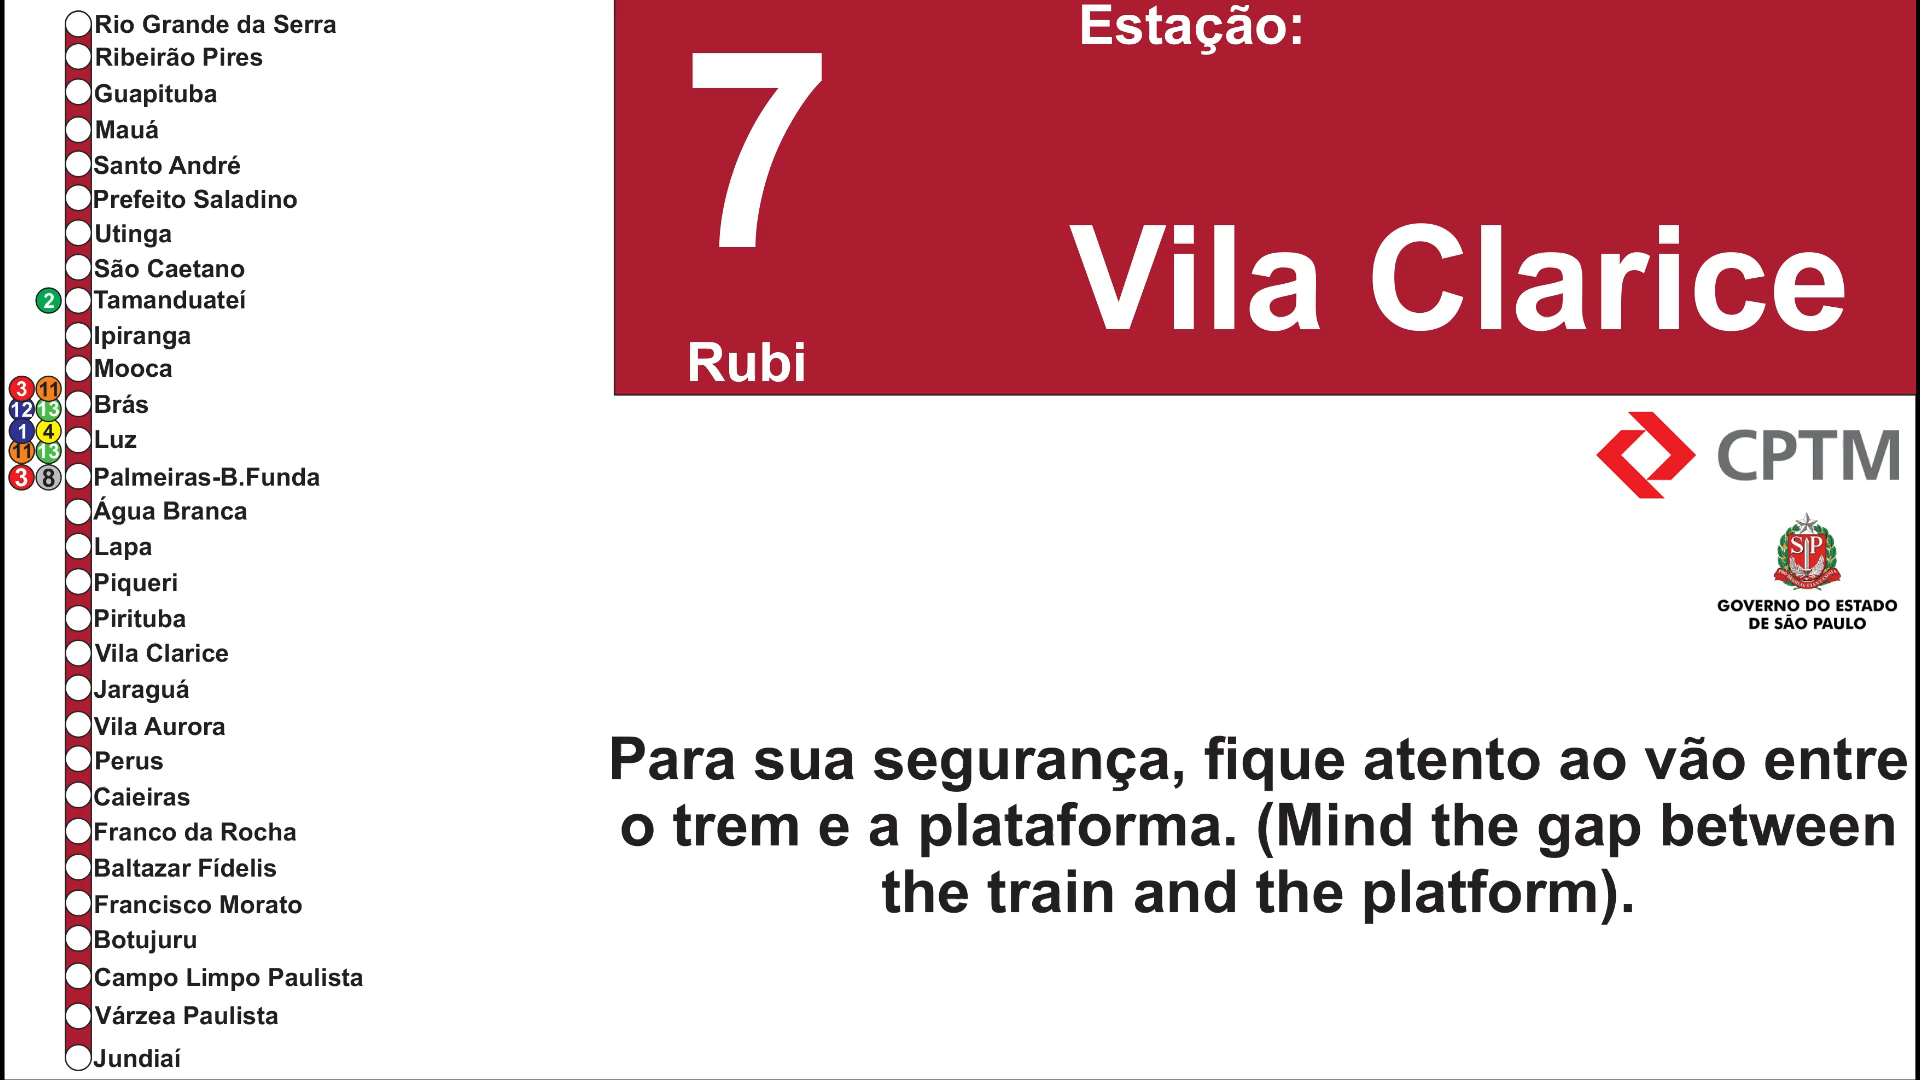 Rio Grande da Serra
Ribeirão Pires
Guapituba
Mauá
Santo André
Prefeito Saladino
Utinga
São Caetano
2 Tamanduateí
Ipiranga
Mooca
3 11
12 13
Brás
1 4
11 13
Luz
3 8 Palmeiras-B.Funda
Água Branca
Lapa
Piqueri
Pirituba
Vila Clarice
Jaraguá
Vila Aurora
Perus
Caieiras
Franco da Rocha
Baltazar Fídelis
Francisco Morato
Botujuru
Campo Limpo Paulista
Várzea Paulista
Jundiaí
7
Rubi
Estação:
Vila Clarice
CPTM
SP
GOVERNO DO ESTADO
DE SÃO PAULO
Para sua segurança, fique atento ao vão entre
o trem e a plataforma. (Mind the gap between
the train and the platform).